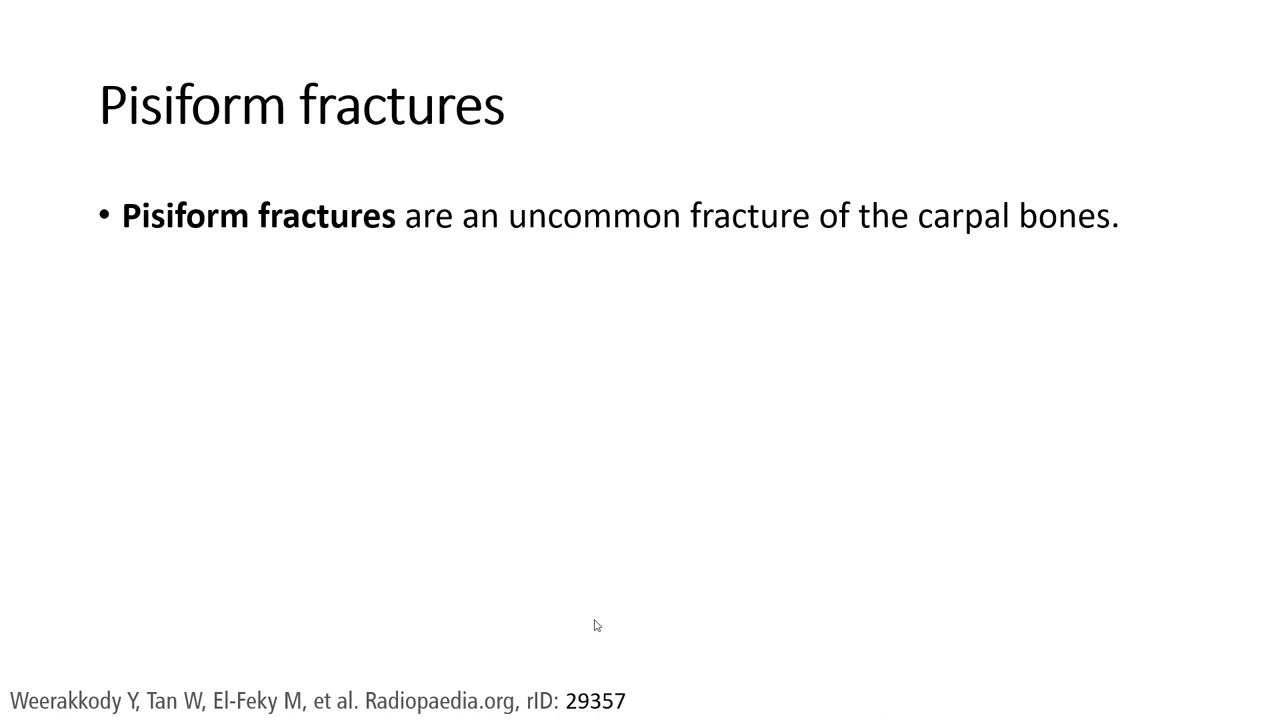 Pisiform fractures
• Pisiform fractures are an uncommon fracture of the carpal bones.
Weerakkody Y, Tan W, El-Feky M, et al. Radiopaedia.org, rID: 29357